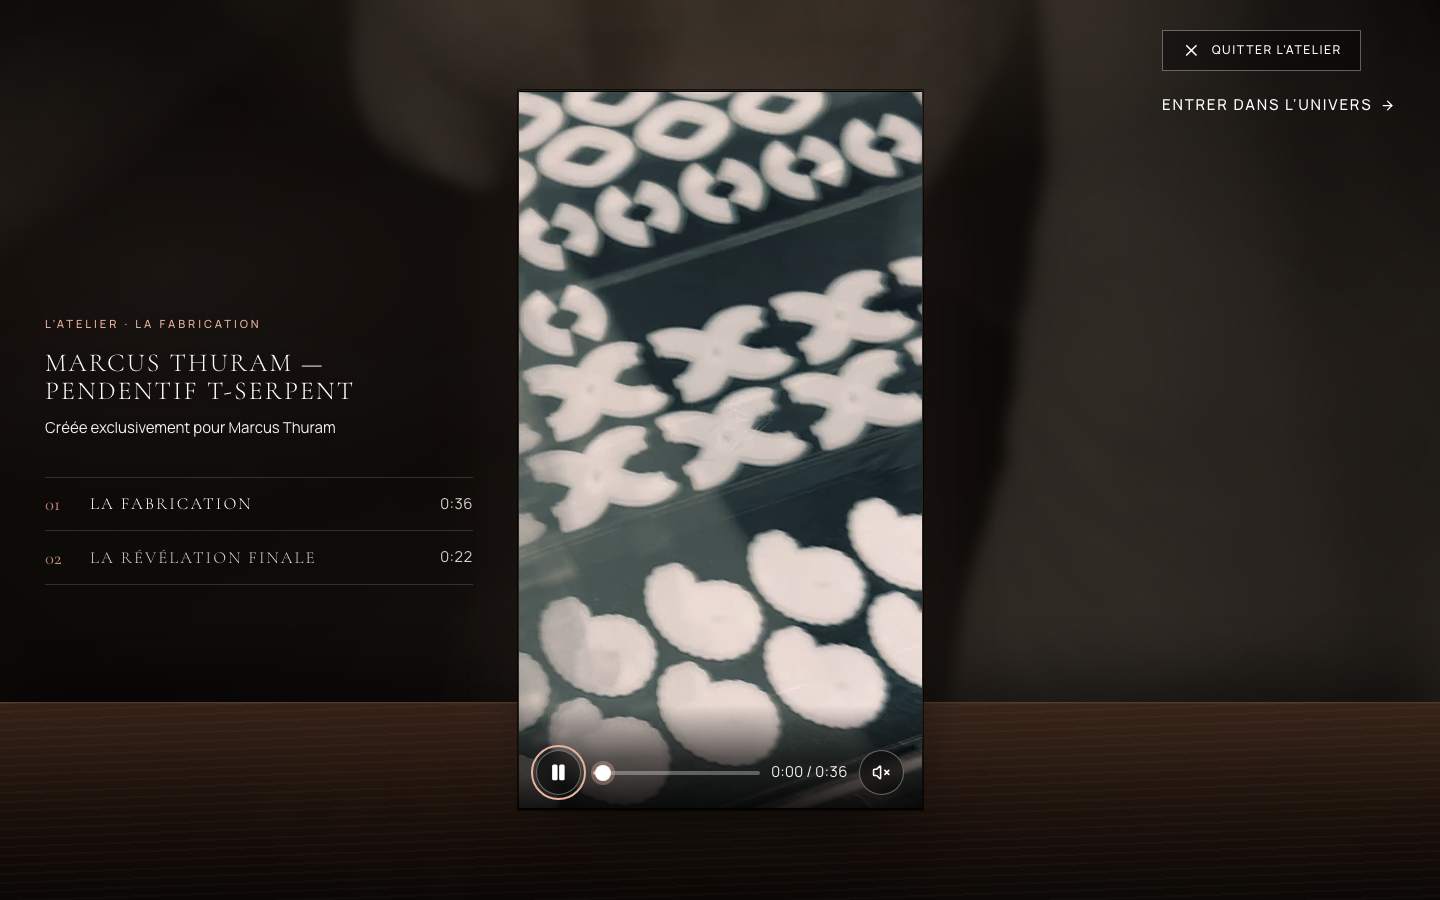 QUITTER L'ATELIER
ENTRER DANS L'UNIVERS
L'ATELIER · LA FABRICATION
MARCUS THURAM —
PENDENTIF T-SERPENT
Créée exclusivement pour Marcus Thuram
01 LA FABRICATION 0:36
02 LA RÉVÉLATION FINALE 0:22
0:00 / 0:36